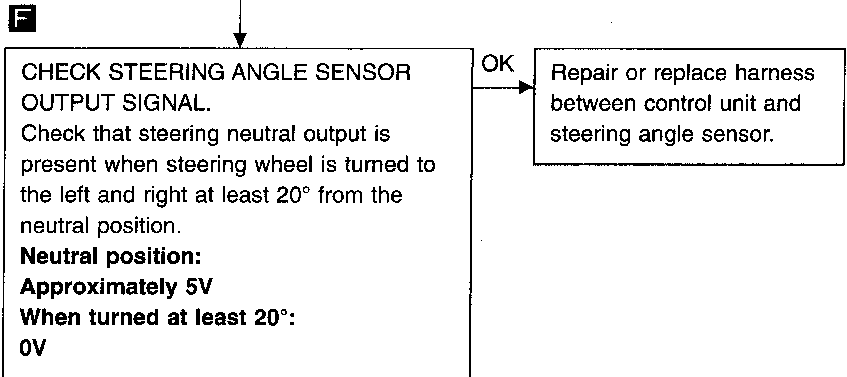 F
CHECK STEERING ANGLE SENSOR
OUTPUT SIGNAL.
Check that steering neutral output is
present when steering wheel is turned to
the left and right at least 20° from the
neutral position.
Neutral position:
Approximately 5V
When turned at least 20°:
0V
OK
Repair or replace harness
between control unit and
steering angle sensor.